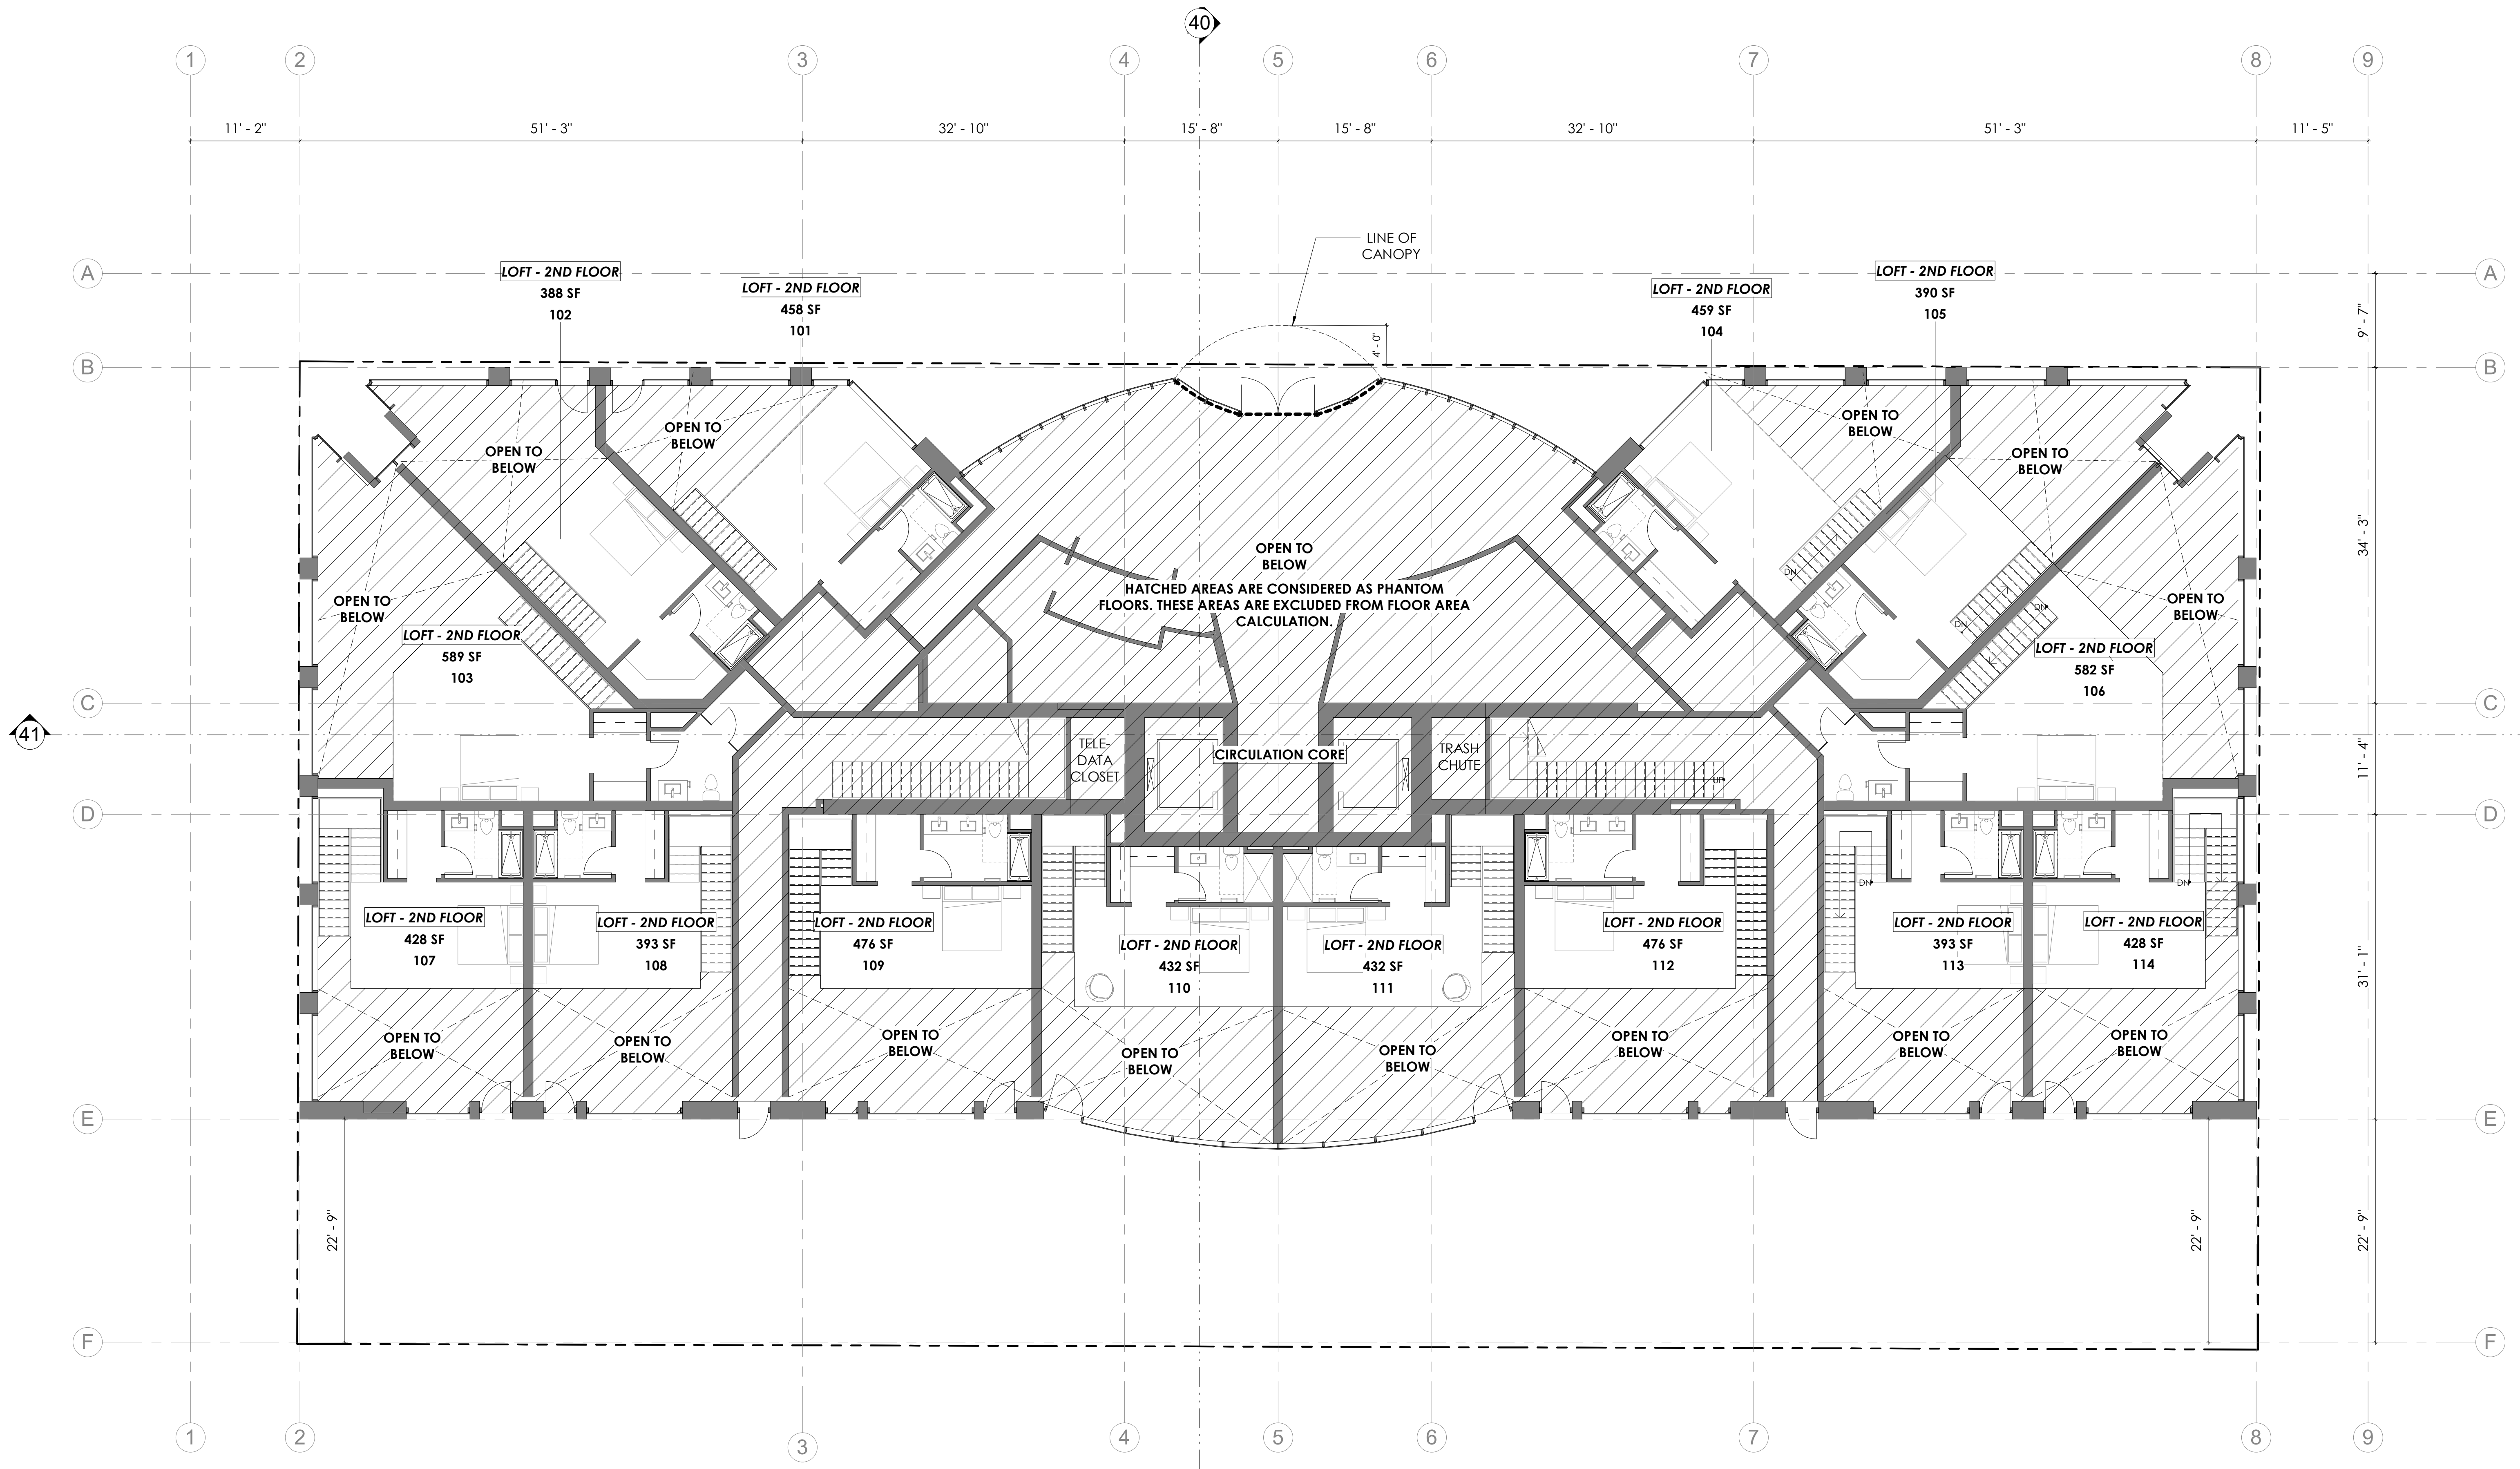 40
1 2 3 4 5 6 7 8 9
11' - 2" 51' - 3" 32' - 10" 15' - 8" 15' - 8" 32' - 10" 51' - 3" 11' - 5"
LINE OF
CANOPY
A A
LOFT - 2ND FLOOR
388 SF
102
LOFT - 2ND FLOOR
458 SF
101
LOFT - 2ND FLOOR
459 SF
104
LOFT - 2ND FLOOR
390 SF
105
9' - 7"
4' - 0"
B B
OPEN TO
BELOW
OPEN TO
BELOW
OPEN TO
BELOW
OPEN TO
BELOW
34' - 3"
OPEN TO
BELOW
HATCHED AREAS ARE CONSIDERED AS PHANTOM
FLOORS. THESE AREAS ARE EXCLUDED FROM FLOOR AREA
CALCULATION.
DN
DN
DN
OPEN TO
BELOW
OPEN TO
BELOW
LOFT - 2ND FLOOR
589 SF
103
LOFT - 2ND FLOOR
582 SF
106
C C
41
TELE-
DATA
CLOSET
CIRCULATION CORE
TRASH
CHUTE
UP
11' - 4"
D D
DN
DN
LOFT - 2ND FLOOR
428 SF
107
LOFT - 2ND FLOOR
393 SF
108
LOFT - 2ND FLOOR
476 SF
109
LOFT - 2ND FLOOR
432 SF
110
LOFT - 2ND FLOOR
432 SF
111
LOFT - 2ND FLOOR
476 SF
112
LOFT - 2ND FLOOR
393 SF
113
LOFT - 2ND FLOOR
428 SF
114
31' - 1"
OPEN TO
BELOW
OPEN TO
BELOW
OPEN TO
BELOW
OPEN TO
BELOW
OPEN TO
BELOW
OPEN TO
BELOW
OPEN TO
BELOW
OPEN TO
BELOW
E E
22' - 9" 22' - 9" 22' - 9"
F F
1 2 3 4 5 6 7 8 9